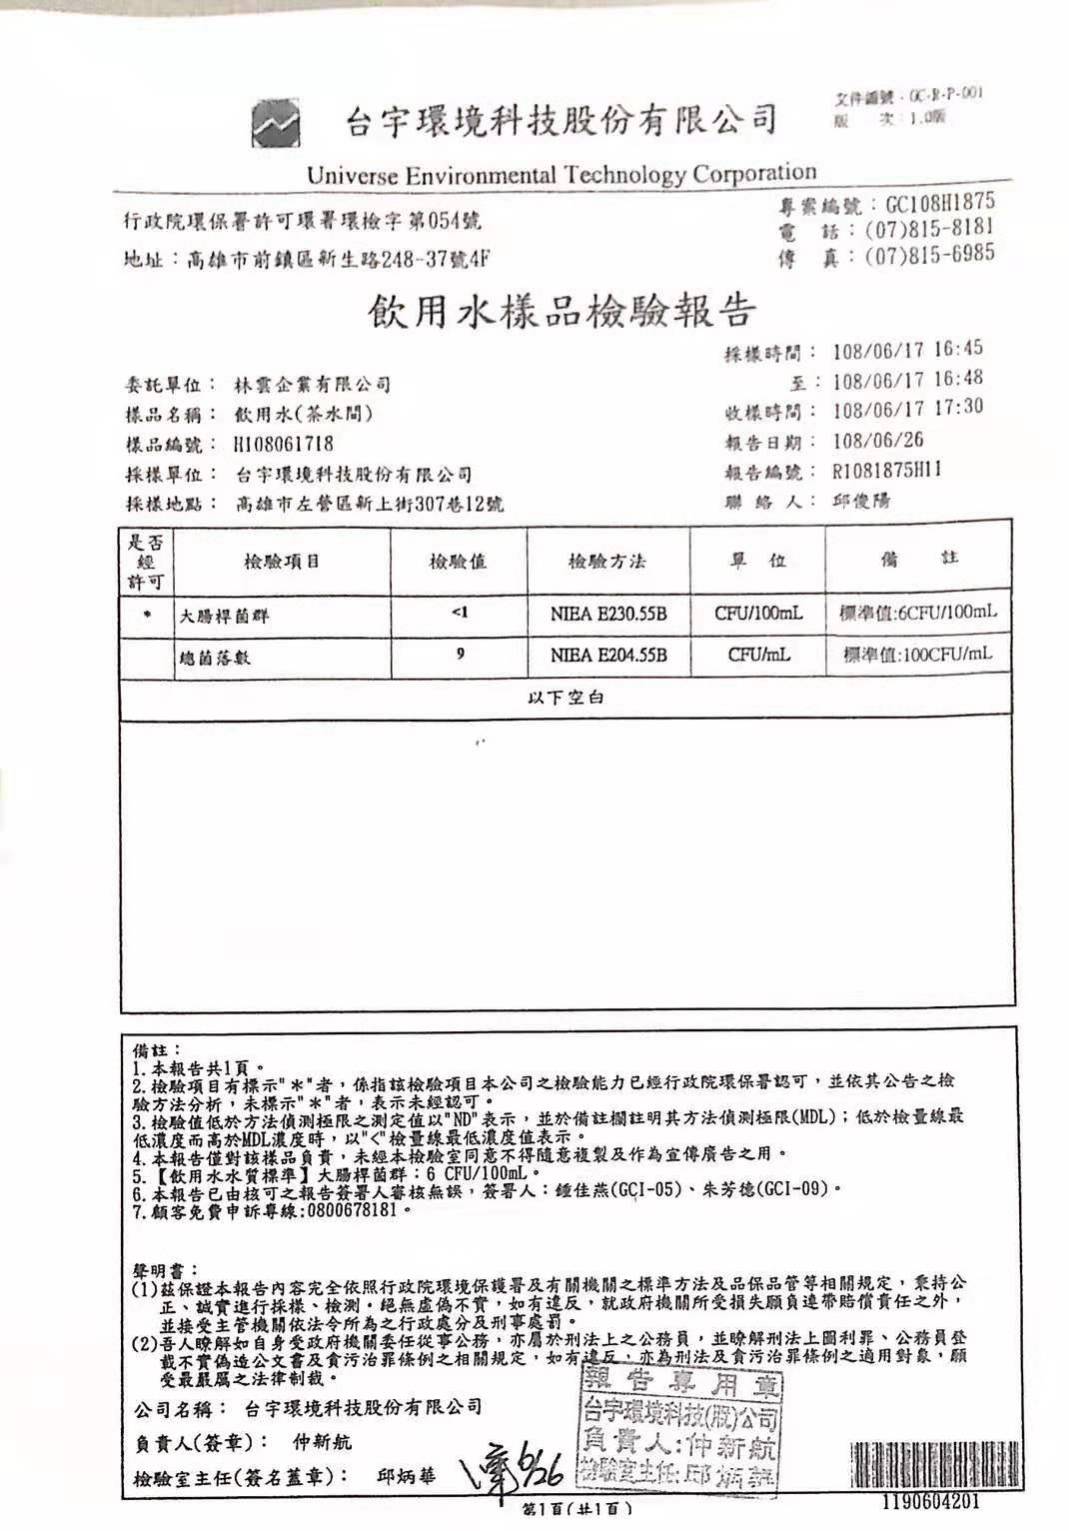 文件編號：GC-R-P-001
版　次：1.0版
台宇環境科技股份有限公司
Universe Environmental Technology Corporation
行政院環保署許可環署環檢字第054號
專案編號：GC108H1875
電　話：(07)815-8181
地址：高雄市前鎮區新生路248-37號4F
傳　真：(07)815-6985
飲用水樣品檢驗報告
採樣時間： 108/06/17 16:45
委託單位： 林雲企業有限公司
至： 108/06/17 16:48
樣品名稱： 飲用水(茶水間)
收樣時間： 108/06/17 17:30
樣品編號： H108061718
報告日期： 108/06/26
採樣單位： 台宇環境科技股份有限公司
報告編號： R1081875H11
採樣地點： 高雄市左營區新上街307巷12號
聯 絡 人： 邱俊陽
是否經許可 檢驗項目 檢驗值 檢驗方法 單　位 備　註
* 大腸桿菌群 <1 NIEA E230.55B CFU/100mL 標準值:6CFU/100mL
總菌落數 9 NIEA E204.55B CFU/mL 標準值:100CFU/mL
以下空白
備註：
1.本報告共1頁。
2.檢驗項目有標示"＊"者，係指該檢驗項目本公司之檢驗能力已經行政院環保署認可，並依其公告之檢
驗方法分析，未標示"＊"者，表示未經認可。
3.檢驗值低於方法偵測極限之測定值以"ND"表示，並於備註欄註明其方法偵測極限(MDL)；低於檢量線最
低濃度而高於MDL濃度時，以"<"檢量線最低濃度值表示。
4.本報告僅對該樣品負責，未經本檢驗室同意不得隨意複製及作為宣傳廣告之用。
5.【飲用水水質標準】大腸桿菌群：6 CFU/100mL。
6.本報告已由核可之報告簽署人審核無誤，簽署人：鍾佳燕(GCI-05)、朱芳德(GCI-09)。
7.顧客免費申訴專線:0800678181。
聲明書：
(1)茲保證本報告內容完全依照行政院環境保護署及有關機關之標準方法及品保品管等相關規定，秉持公
正、誠實進行採樣、檢測。絕無虛偽不實，如有違反，就政府機關所受損失願負連帶賠償責任之外，
並接受主管機關依法令所為之行政處分及刑事處罰。
(2)吾人瞭解如自身受政府機關委任從事公務，亦屬於刑法上之公務員，並瞭解刑法上圖利罪、公務員登
載不實偽造公文書及貪污治罪條例之相關規定，如有違反，亦為刑法及貪污治罪條例之適用對象，願
受最嚴厲之法律制裁。
公司名稱： 台宇環境科技股份有限公司
負責人(簽章)： 仲新航
檢驗室主任(簽名蓋章)： 邱炳華
6/26
報告專用章
台宇環境科技(股)公司
負責人:仲新航
檢驗室主任:邱炳華
1190604201
第1頁(共1頁)